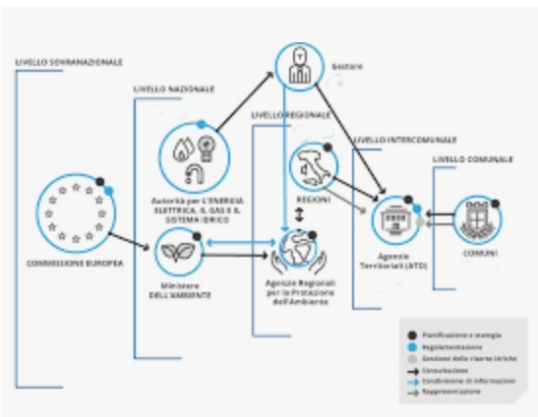 LIVELLO SOVRANAZIONALE
LIVELLO NAZIONALE
Gestore
LIVELLO REGIONALE
LIVELLO INTERCOMUNALE
LIVELLO COMUNALE
Autorità per L'ENERGIA
ELETTRICA, IL GAS E IL
SISTEMA IDRICO
REGIONI
COMMISSIONE EUROPEA
Ministero
DELL'AMBIENTE
Agenzie Regionali
per la Protezione
dell'Ambiente
Agenzie
Territoriali (ATO)
COMUNI
Pianificazione e strategia
Regolamentazione
Gestione delle risorse idriche
Consultazione
Condivisione di informazioni
Rappresentazione